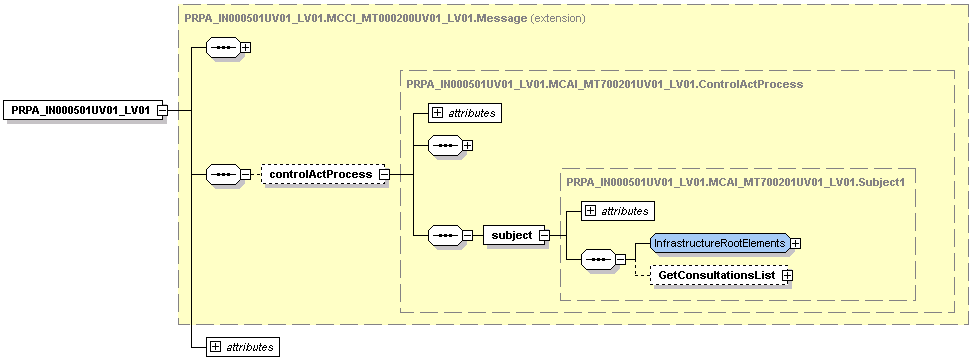 PRPA_IN000501UV01_LV01.MCCI_MT000200UV01_LV01.Message (extension)
PRPA_IN000501UV01_LV01.MCAI_MT700201UV01_LV01.ControlActProcess
PRPA_IN000501UV01_LV01
attributes
controlActProcess
PRPA_IN000501UV01_LV01.MCAI_MT700201UV01_LV01.Subject1
attributes
subject
InfrastructureRootElements
GetConsultationsList
attributes